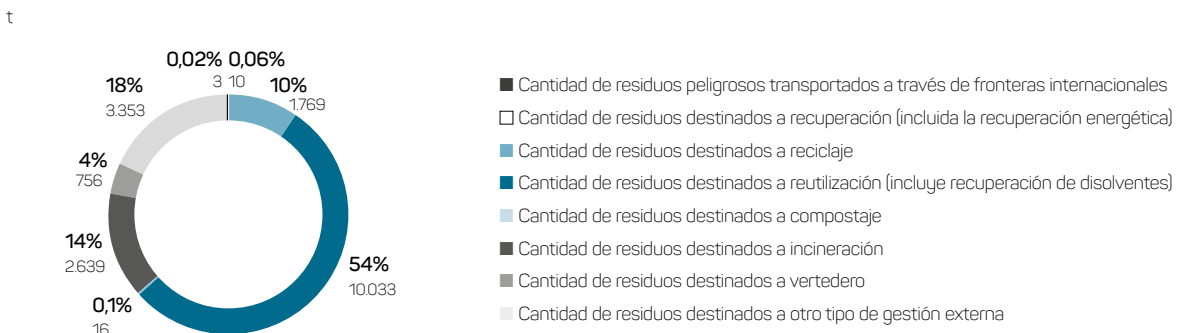 t
0,02% 0,06%
3 10
18%
3.353
10%
1.769
4%
756
14%
2.639
0,1%
16
54%
10.033
Cantidad de residuos peligrosos transportados a través de fronteras internacionales
Cantidad de residuos destinados a recuperación (incluida la recuperación energética)
Cantidad de residuos destinados a reciclaje
Cantidad de residuos destinados a reutilización (incluye recuperación de disolventes)
Cantidad de residuos destinados a compostaje
Cantidad de residuos destinados a incineración
Cantidad de residuos destinados a vertedero
Cantidad de residuos destinados a otro tipo de gestión externa